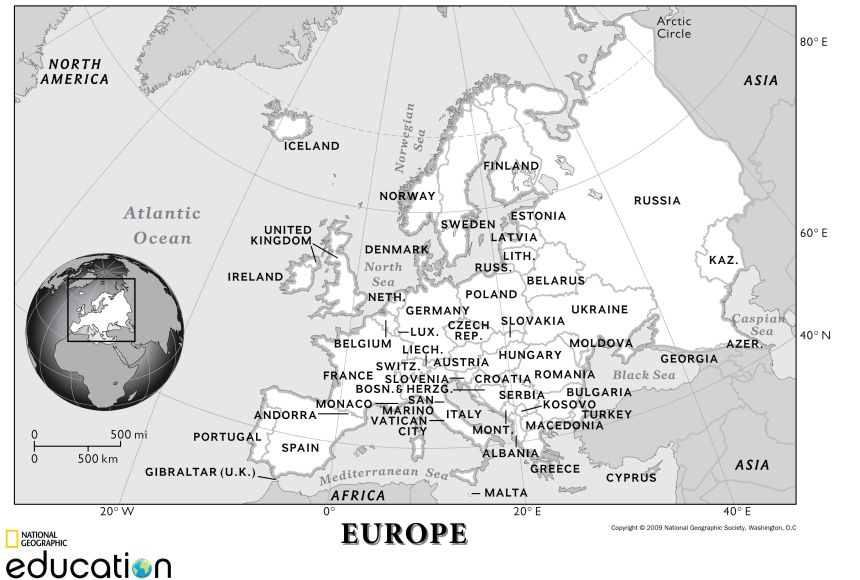 Arctic
Circle
80° E
NORTH
AMERICA
ASIA
ICELAND
Norwegian
Sea
FINLAND
NORWAY
RUSSIA
Atlantic
Ocean
SWEDEN
ESTONIA
LATVIA
UNITED
KINGDOM
60° E
DENMARK
LITH.
KAZ.
North
Sea
RUSS.
IRELAND
BELARUS
NETH.
POLAND
GERMANY
UKRAINE
Caspian
Sea
SLOVAKIA
CZECH
REP.
LUX.
BELGIUM
MOLDOVA
AZER.
40° N
LIECH.
HUNGARY
GEORGIA
AUSTRIA
SWITZ.
FRANCE
SLOVENIA
CROATIA
ROMANIA
Black Sea
BOSN. & HERZG.
SERBIA
BULGARIA
MONACO
SAN
MARINO
KOSOVO
ANDORRA
ITALY
TURKEY
VATICAN
CITY
MONT.
MACEDONIA
0 500 mi
0 500 km
PORTUGAL
SPAIN
ALBANIA
GREECE
ASIA
GIBRALTAR (U.K.)
Mediterranean Sea
CYPRUS
AFRICA
MALTA
20° W
0°
20° E
40° E
EUROPE
Copyright © 2009 National Geographic Society, Washington, D.C
NATIONAL
GEOGRAPHIC
education